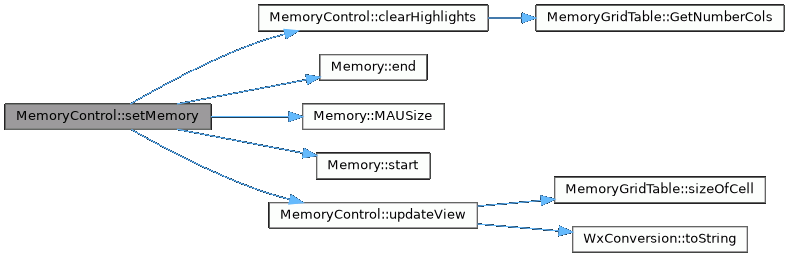 MemoryControl::clearHighlights
MemoryGridTable::GetNumberCols
Memory::end
MemoryControl::setMemory
Memory::MAUSize
Memory::start
MemoryGridTable::sizeOfCell
MemoryControl::updateView
WxConversion::toString